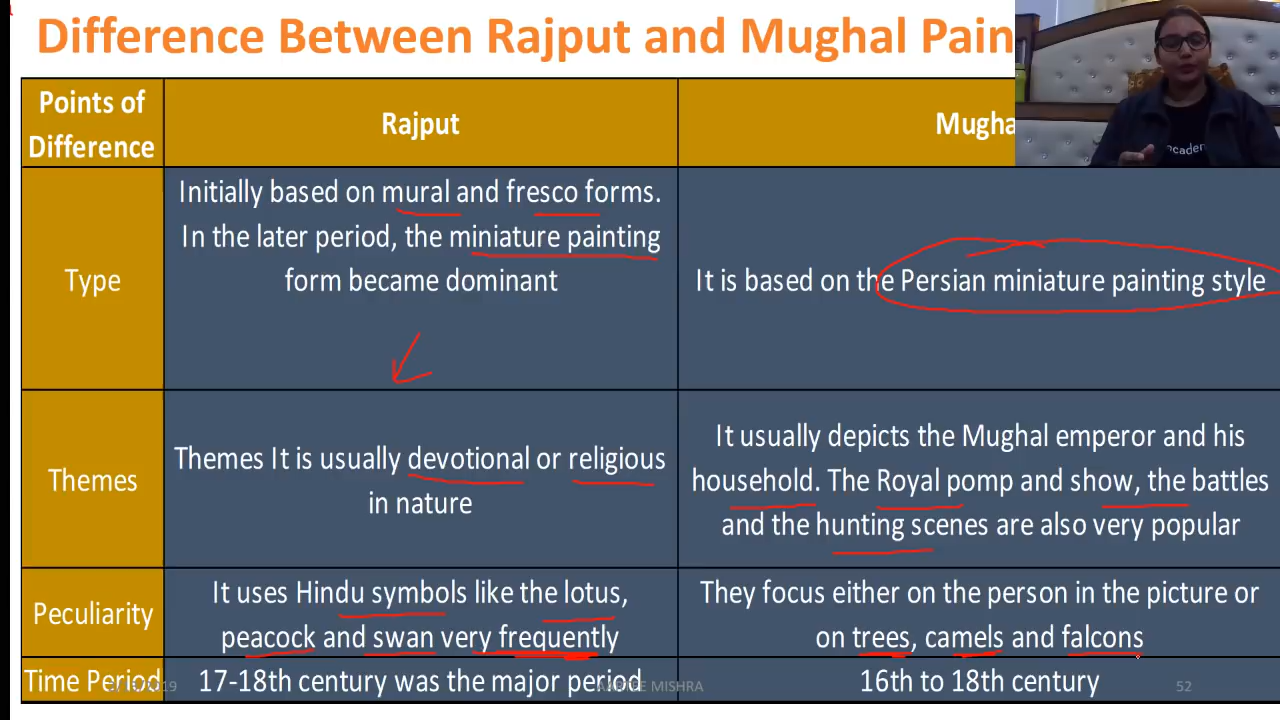 Difference Between Rajput and Mughal Pain
Points of
Difference
Rajput
Mugha
caden
Type
Initially based on mural and fresco forms.
In the later period, the miniature painting
form became dominant
It is based on the Persian miniature painting style
Themes
Themes It is usually devotional or religious
in nature
It usually depicts the Mughal emperor and his
household. The Royal pomp and show, the battles
and the hunting scenes are also very popular
Peculiarity
It uses Hindu symbols like the lotus,
peacock and swan very frequently
They focus either on the person in the picture or
on trees, camels and falcons
Time Period
17-18th century was the major period
16th to 18th century
AARTEE MISHRA
52